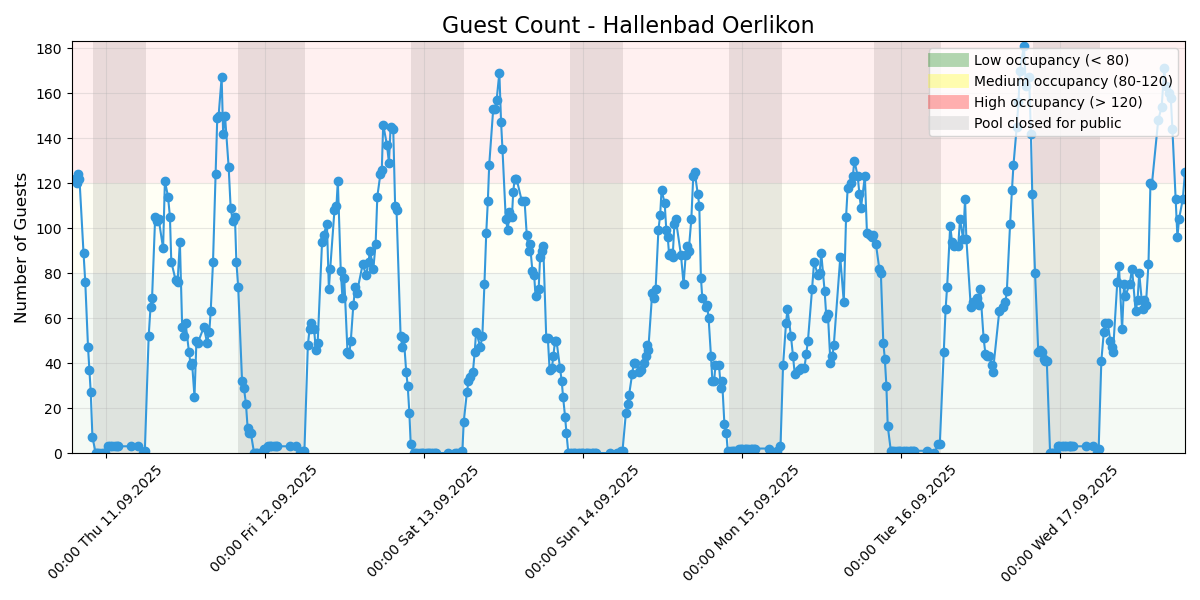 Guest Count - Hallenbad Oerlikon
Number of Guests
180
160
140
120
100
80
60
40
20
0
Low occupancy (< 80)
Medium occupancy (80-120)
High occupancy (> 120)
Pool closed for public
00:00 Thu 11.09.2025
00:00 Fri 12.09.2025
00:00 Sat 13.09.2025
00:00 Sun 14.09.2025
00:00 Mon 15.09.2025
00:00 Tue 16.09.2025
00:00 Wed 17.09.2025